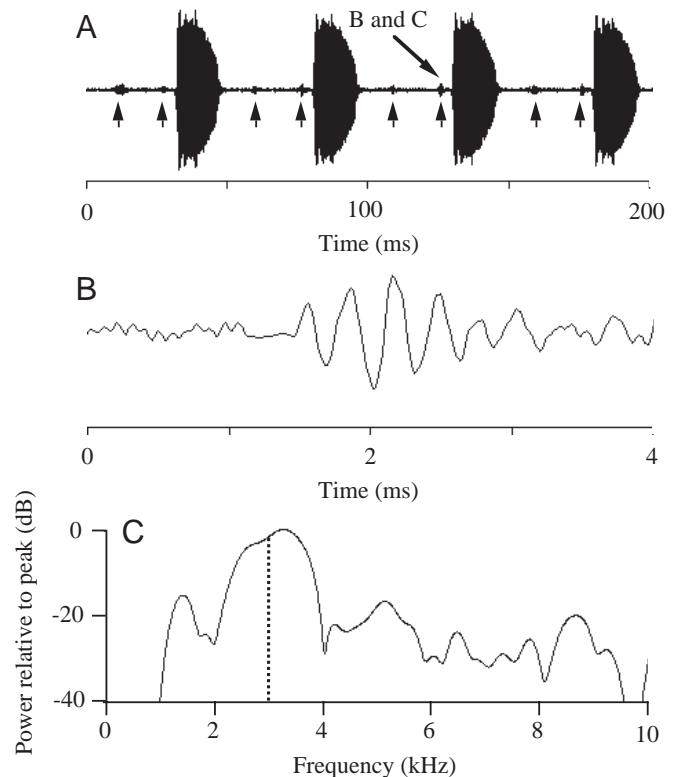 A
B and C
0 100 200
Time (ms)
B
0 2 4
Time (ms)
C
Power relative to peak (dB)
0
-20
-40
0 2 4 6 8 10
Frequency (kHz)